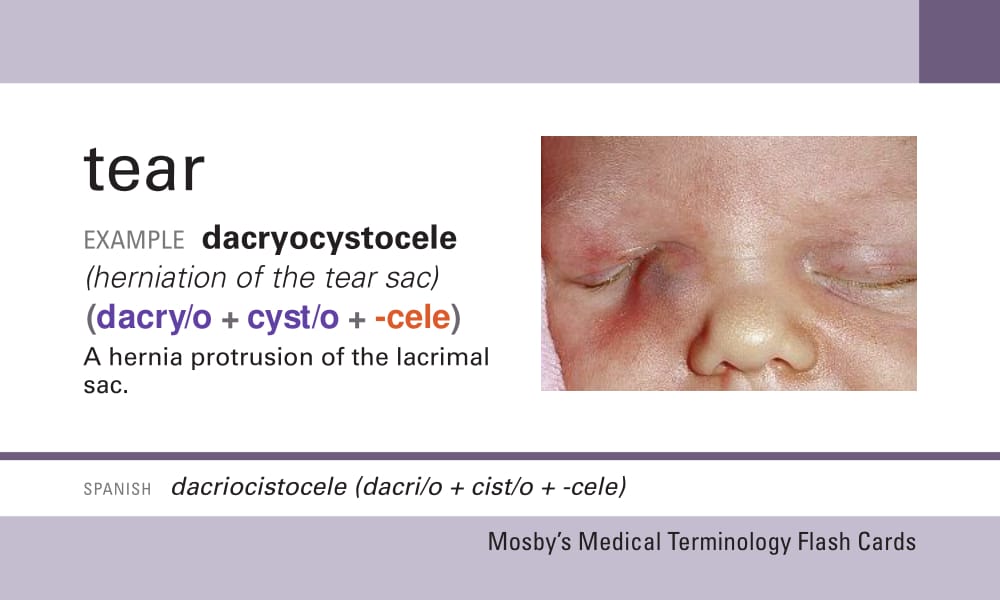 tear
EXAMPLE dacryocystocele
(herniation of the tear sac)
(dacry/o + cyst/o + -cele)
A hernia protrusion of the lacrimal
sac.
SPANISH dacriocistocele (dacri/o + cist/o + -cele)
Mosby’s Medical Terminology Flash Cards